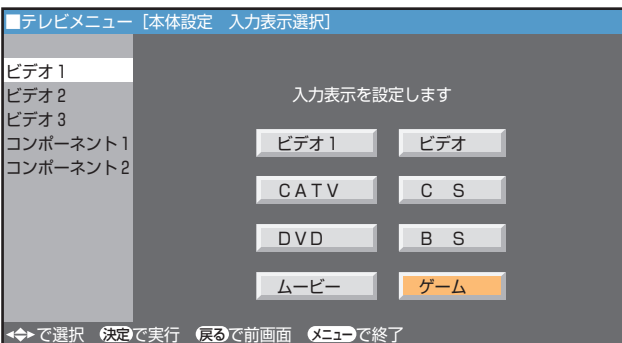 ■テレビメニュー [本体設定 入力表示選択]
ビデオ1
ビデオ2
ビデオ3
コンポーネント1
コンポーネント2
入力表示を設定します
ビデオ1 ビデオ
CATV CS
DVD BS
ムービー ゲーム
で選択 決定で実行 戻るで前画面 メニューで終了